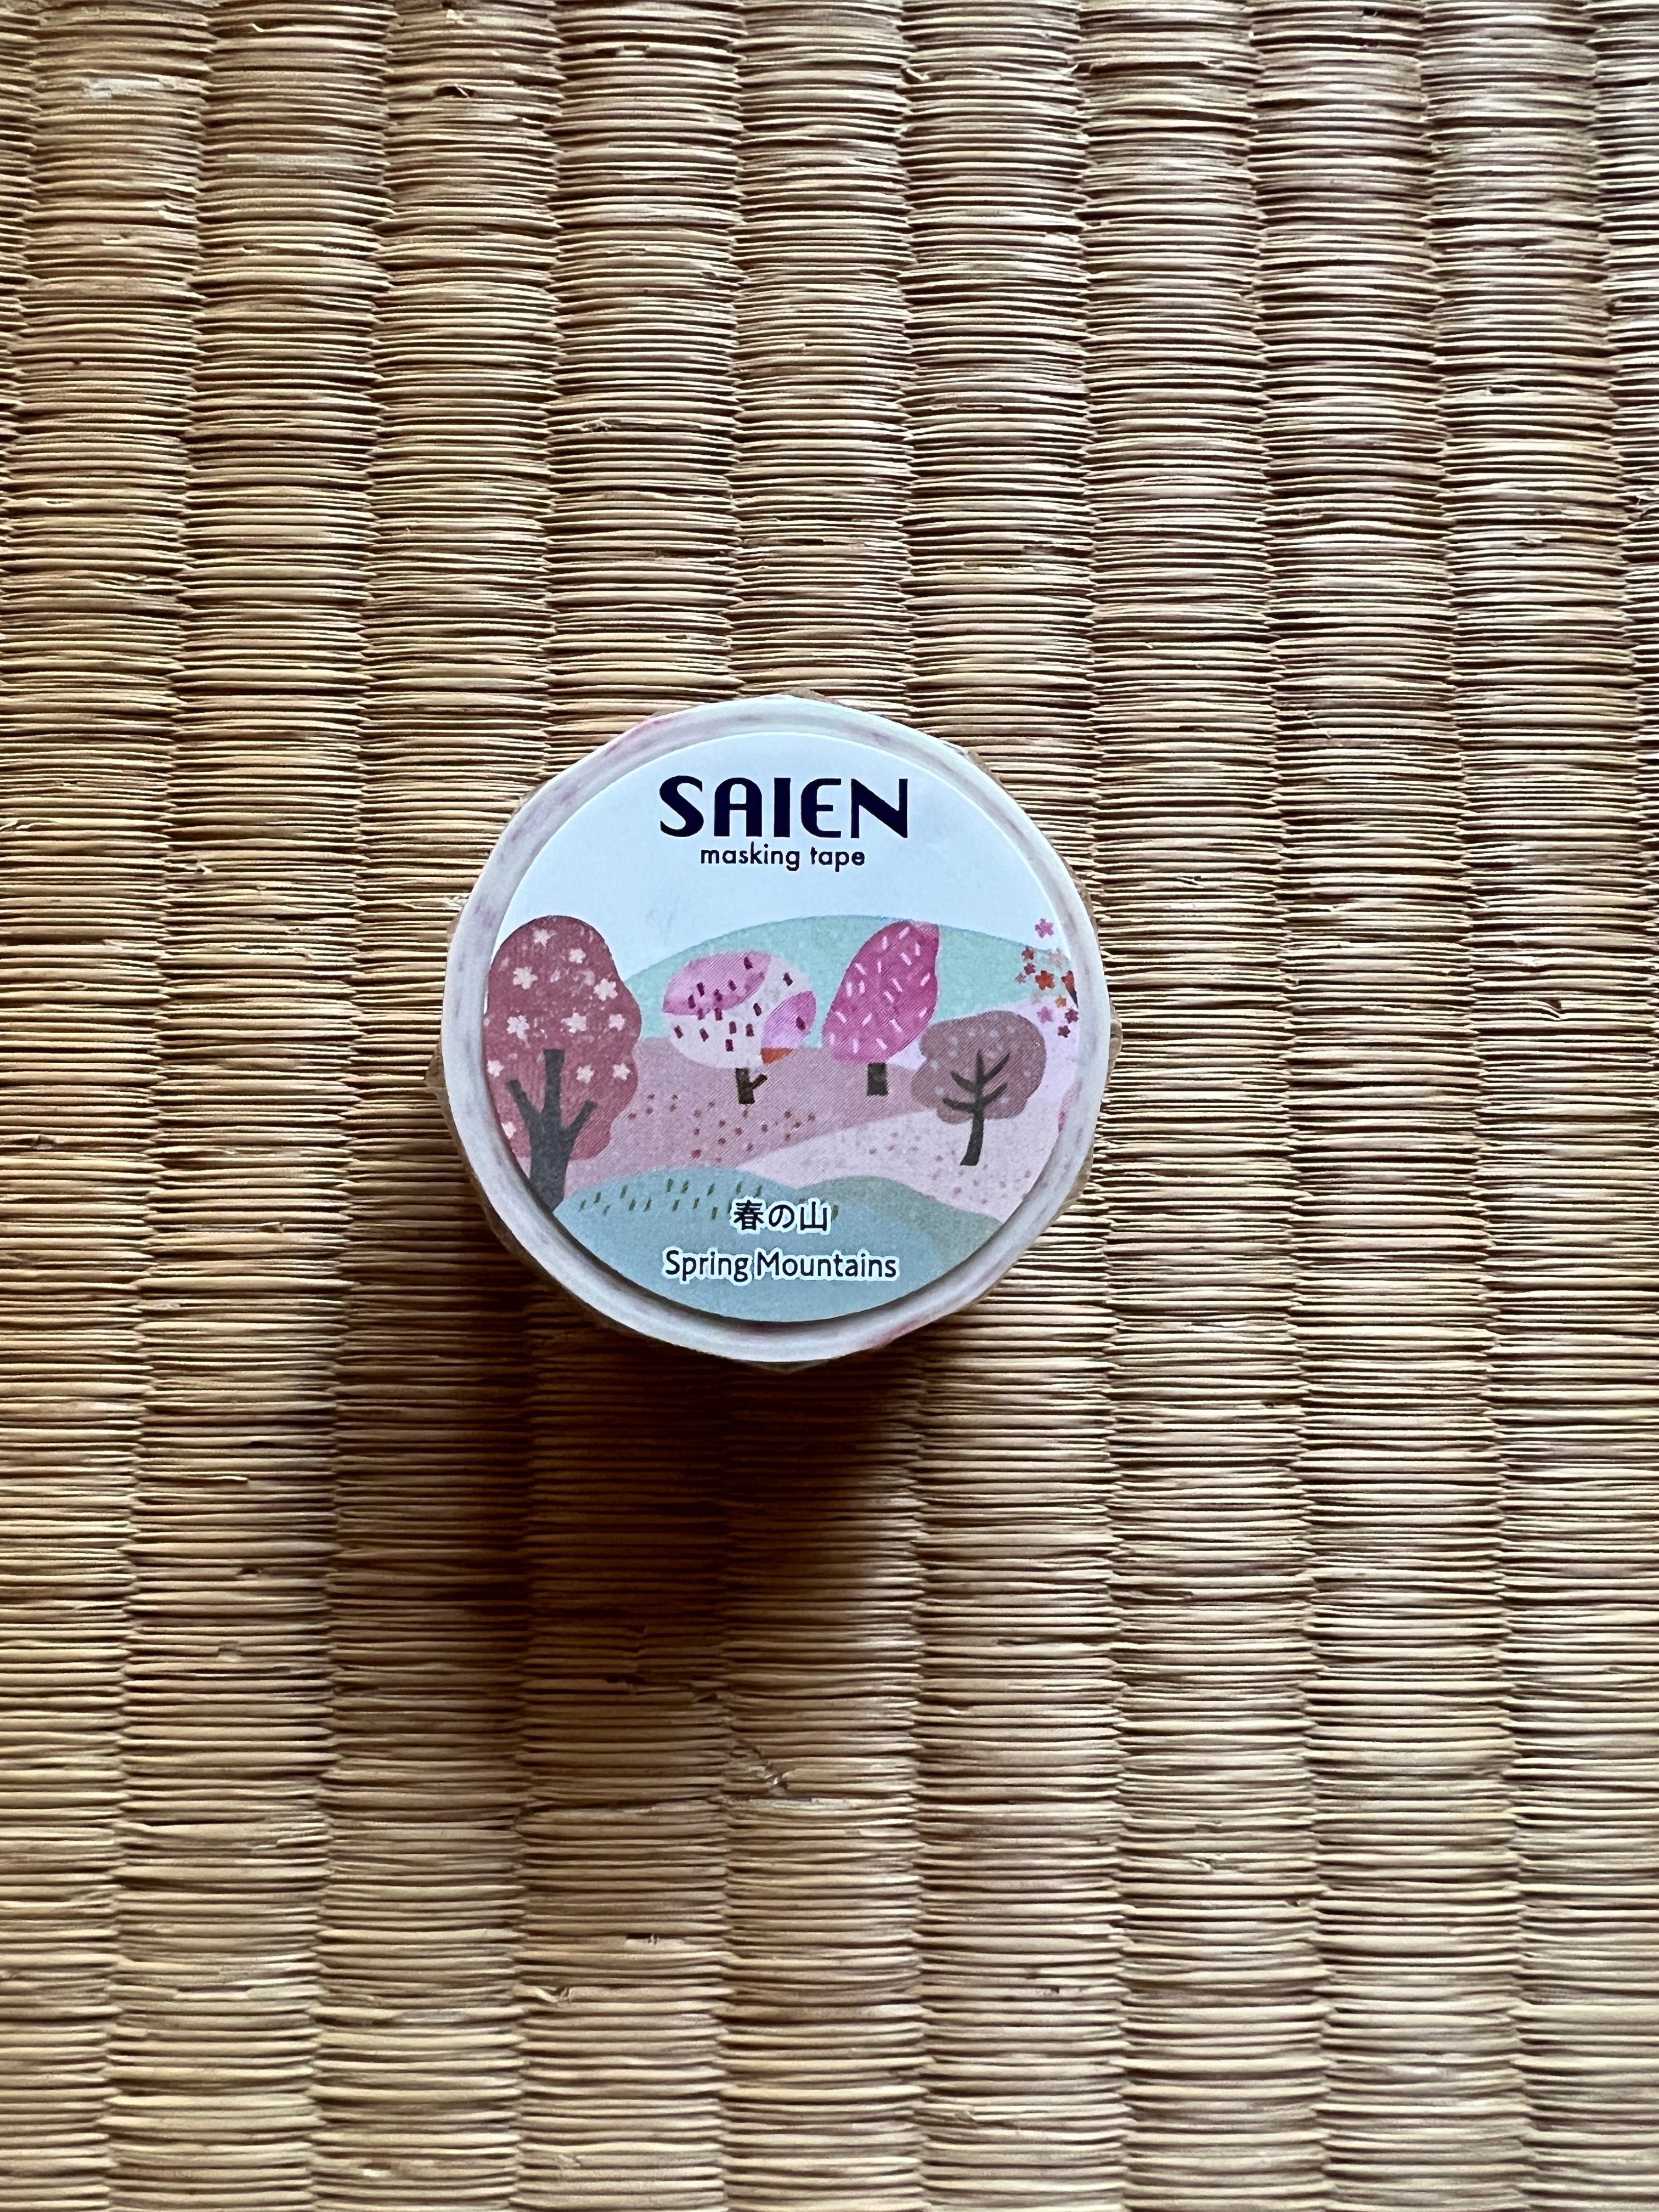 SAIEN
masking tape
春の山
Spring Mountains